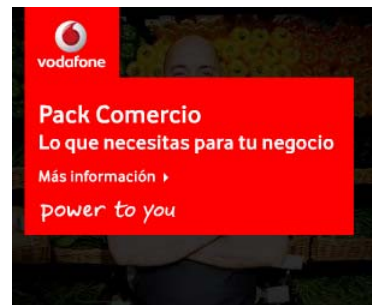 vodafone
Pack Comercio
Lo que necesitas para tu negocio
Más información
power to you